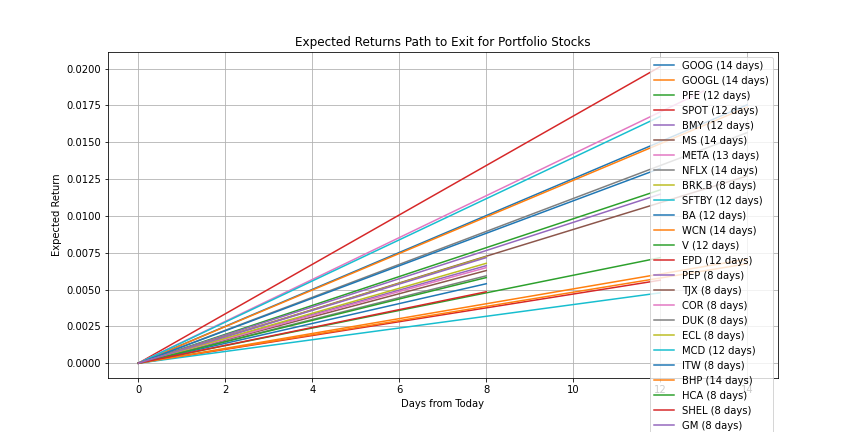 Expected Returns Path to Exit for Portfolio Stocks
Expected Return
0.0200
0.0175
0.0150
0.0125
0.0100
0.0075
0.0050
0.0025
0.0000
0
2
4
6
8
10
12
14
Days from Today
GOOG (14 days)
GOOGL (14 days)
PFE (12 days)
SPOT (12 days)
BMY (12 days)
MS (14 days)
META (13 days)
NFLX (14 days)
BRK.B (8 days)
SFTBY (12 days)
BA (12 days)
WCN (14 days)
V (12 days)
EPD (12 days)
PEP (8 days)
TJX (8 days)
COR (8 days)
DUK (8 days)
ECL (8 days)
MCD (12 days)
ITW (8 days)
BHP (14 days)
HCA (8 days)
SHEL (8 days)
GM (8 days)